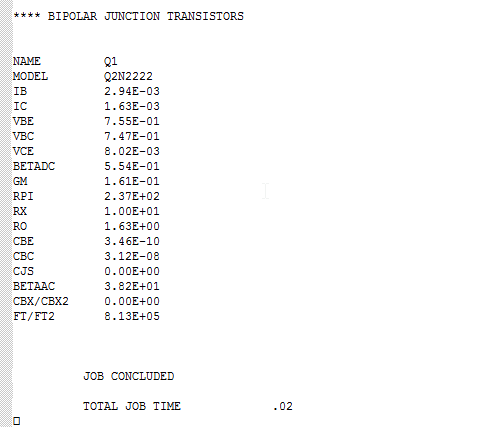 **** BIPOLAR JUNCTION TRANSISTORS
NAME Q1
MODEL Q2N2222
IB 2.94E-03
IC 1.63E-03
VBE 7.55E-01
VBC 7.47E-01
VCE 8.02E-03
BETADC 5.54E-01
GM 1.61E-01
RPI 2.37E+02
RX 1.00E+01
RO 1.63E+00
CBE 3.46E-10
CBC 3.12E-08
CJS 0.00E+00
BETAAC 3.82E+01
CBX/CBX2 0.00E+00
FT/FT2 8.13E+05
JOB CONCLUDED
TOTAL JOB TIME .02